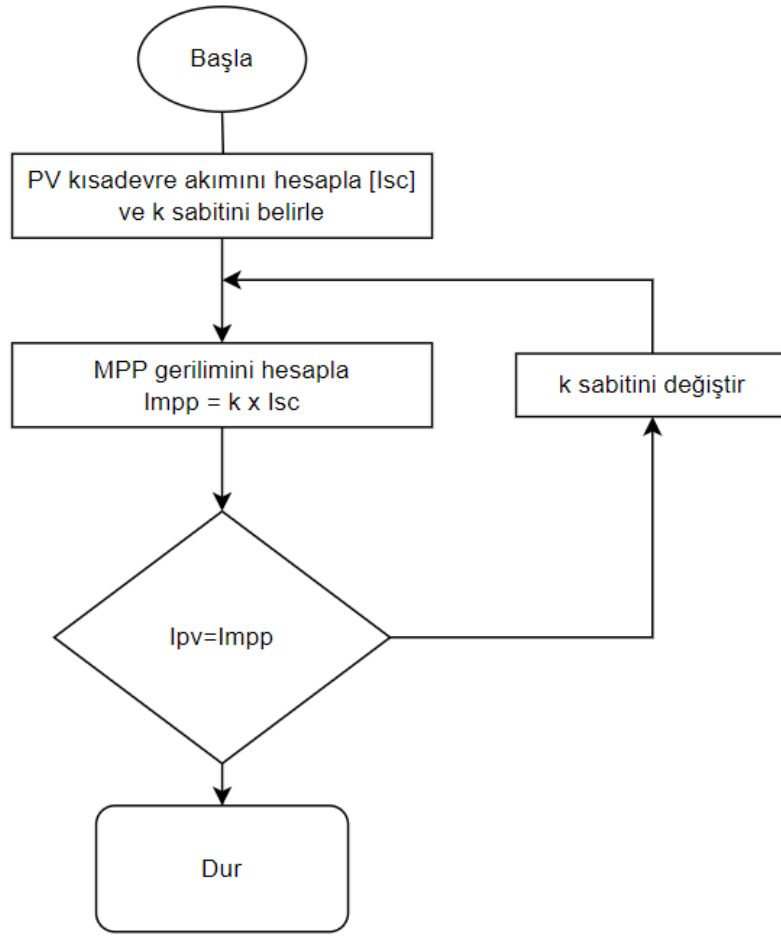 Başla
PV kısadevre akımını hesapla [Isc]
ve k sabitini belirle
MPP gerilimini hesapla
Impp = k x Isc
k sabitini değiştir
Ipv=Impp
Dur